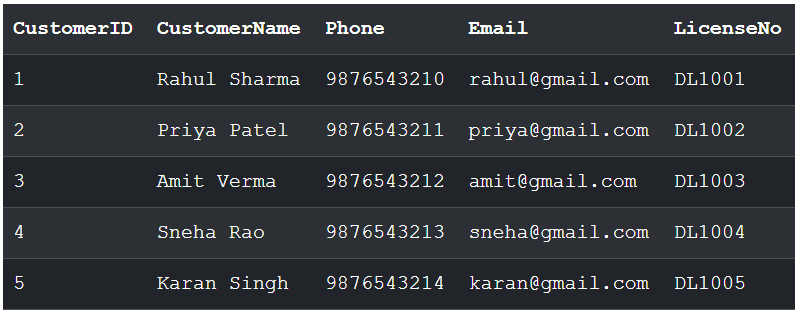 CustomerID CustomerName Phone Email LicenseNo
1 Rahul Sharma 9876543210 rahul@gmail.com DL1001
2 Priya Patel 9876543211 priya@gmail.com DL1002
3 Amit Verma 9876543212 amit@gmail.com DL1003
4 Sneha Rao 9876543213 sneha@gmail.com DL1004
5 Karan Singh 9876543214 karan@gmail.com DL1005